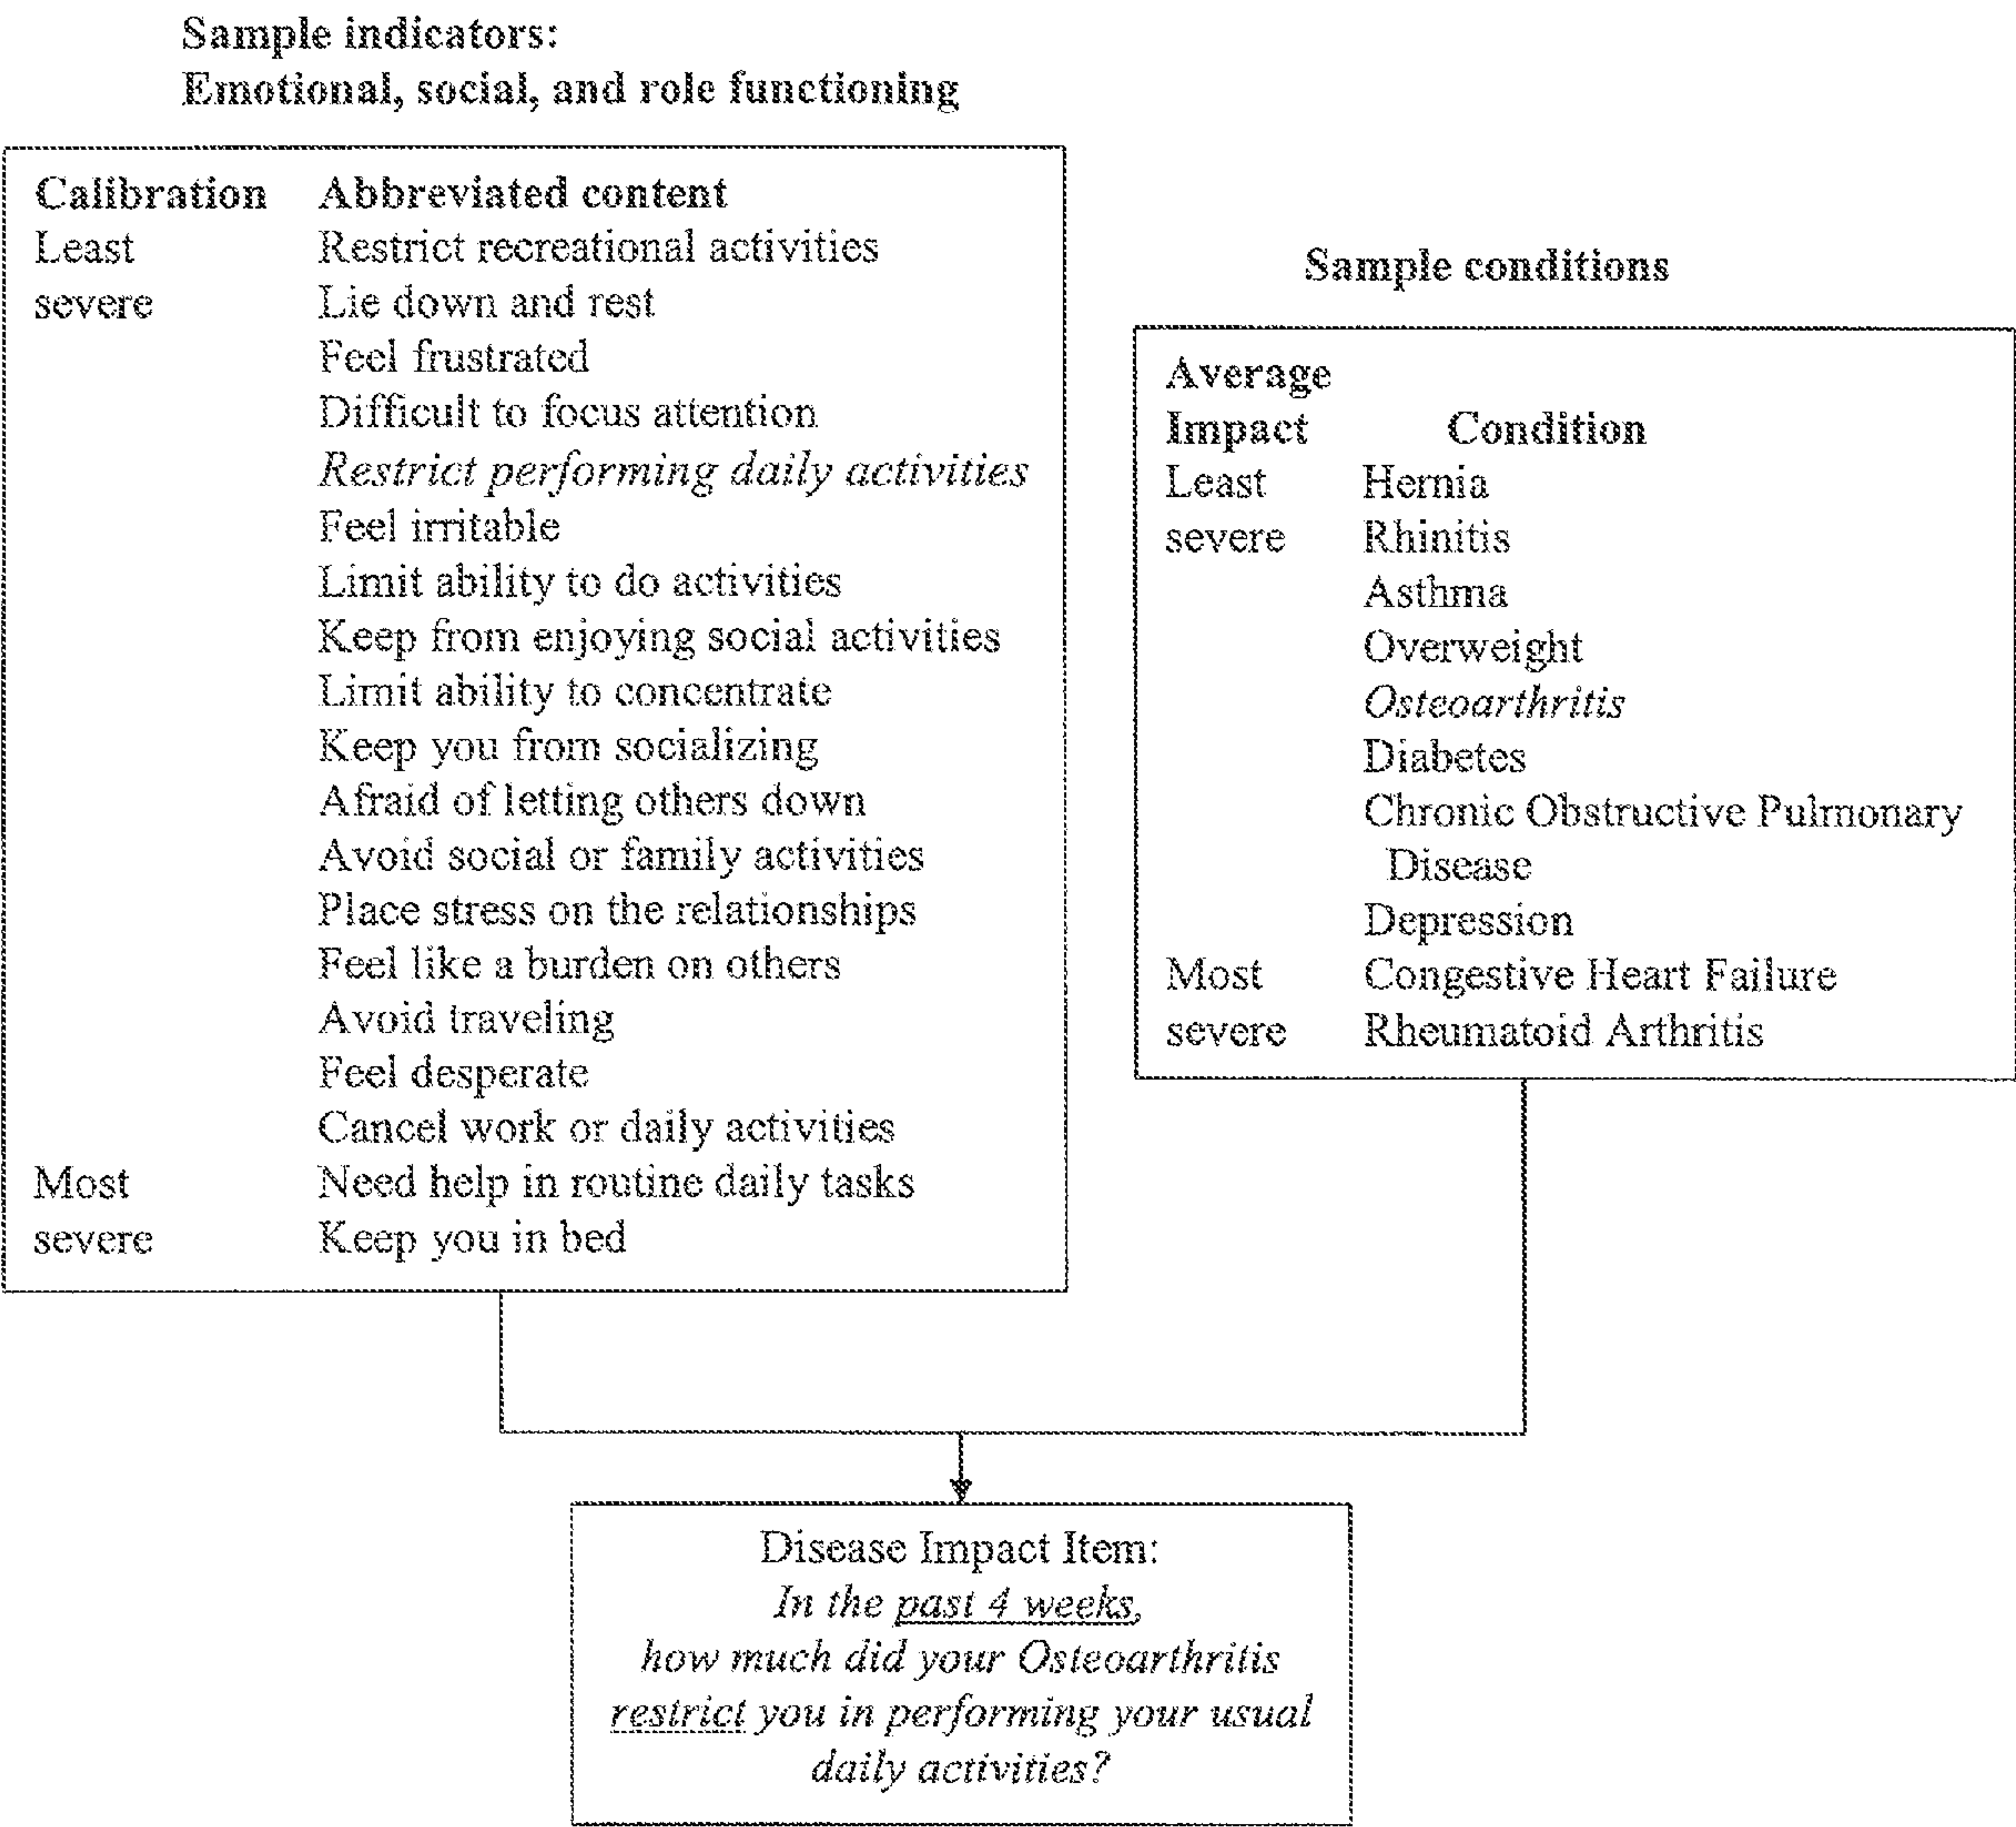 Sample indicators:
Emotional, social, and role functioning
Calibration Abbreviated content
Least Restrict recreational activities
severe Lie down and rest
Feel frustrated
Difficult to focus attention
Restrict performing daily activities
Feel irritable
Limit ability to do activities
Keep from enjoying social activities
Limit ability to concentrate
Keep you from socializing
Afraid of letting others down
Avoid social or family activities
Place stress on the relationships
Feel like a burden on others
Avoid traveling
Feel desperate
Cancel work or daily activities
Most Need help in routine daily tasks
severe Keep you in bed
Sample conditions
Average
Impact Condition
Least Hernia
severe Rhinitis
Asthma
Overweight
Osteoarthritis
Diabetes
Chronic Obstructive Pulmonary
Disease
Depression
Most Congestive Heart Failure
severe Rheumatoid Arthritis
Disease Impact Item:
In the past 4 weeks,
how much did your Osteoarthritis
restrict you in performing your usual
daily activities?